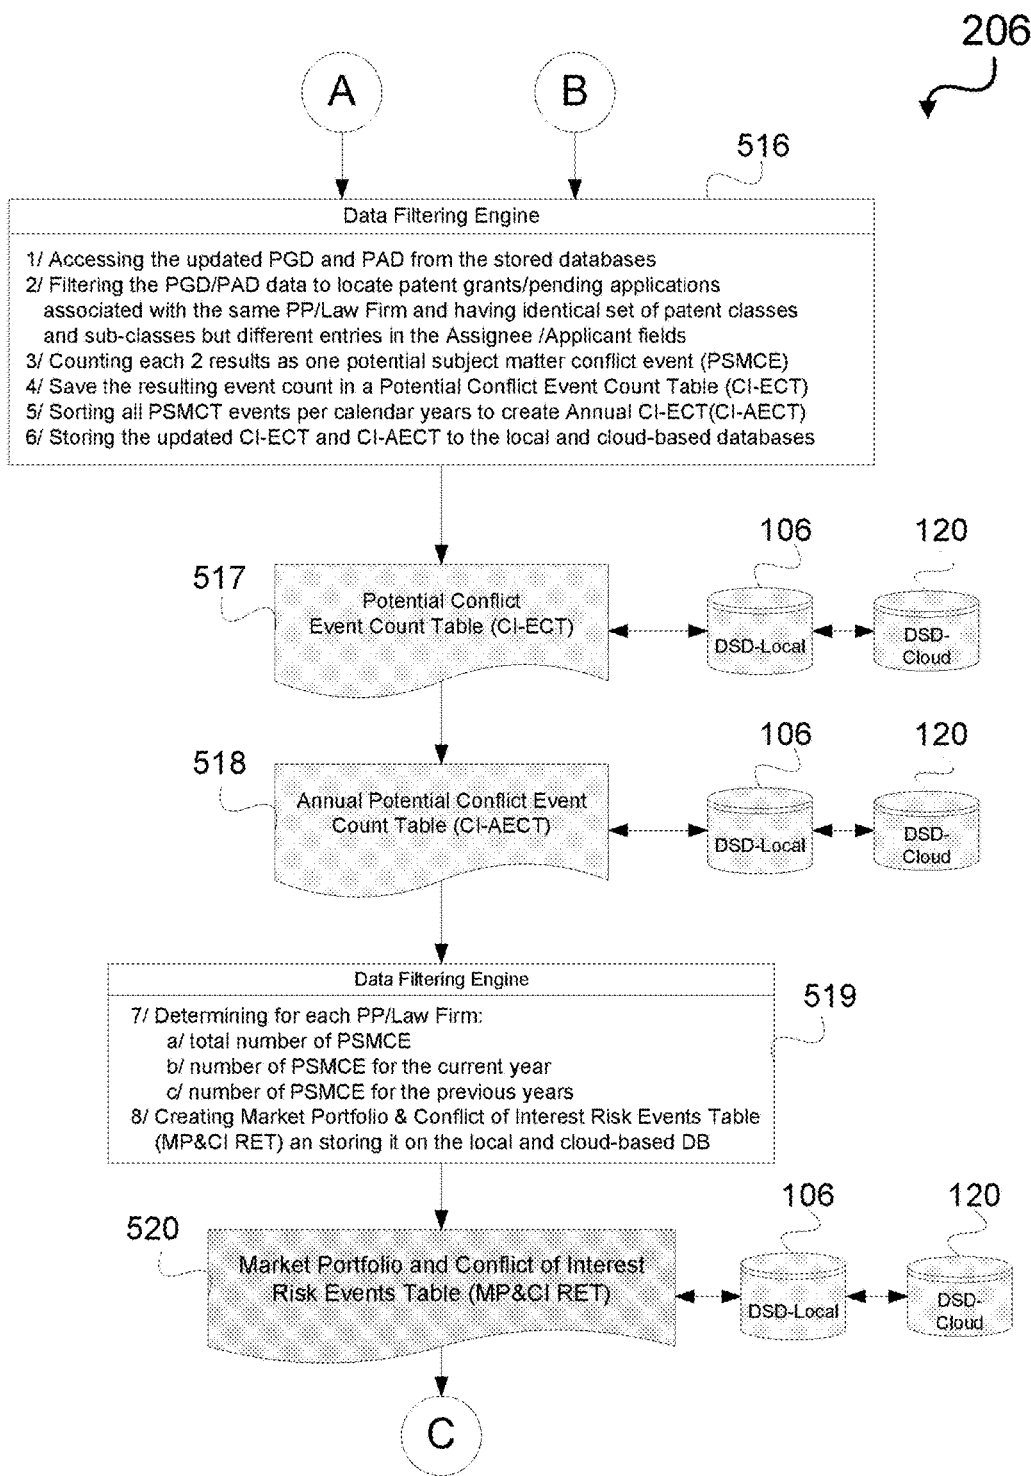 206
A
B
516
Data Filtering Engine
1/ Accessing the updated PGD and PAD from the stored databases
2/ Filtering the PGD/PAD data to locate patent grants/pending applications
associated with the same PP/Law Firm and having identical set of patent classes
and sub-classes but different entries in the Assignee /Applicant fields
3/ Counting each 2 results as one potential subject matter conflict event (PSMCE)
4/ Save the resulting event count in a Potential Conflict Event Count Table (CI-ECT)
5/ Sorting all PSMCT events per calendar years to create Annual CI-ECT(CI-AECT)
6/ Storing the updated CI-ECT and CI-AECT to the local and cloud-based databases
517
Potential Conflict
Event Count Table (CI-ECT)
106
DSD-Local
120
DSD-
Cloud
518
Annual Potential Conflict Event
Count Table (CI-AECT)
106
DSD-Local
120
DSD-
Cloud
519
Data Filtering Engine
7/ Determining for each PP/Law Firm:
a/ total number of PSMCE
b/ number of PSMCE for the current year
c/ number of PSMCE for the previous years
8/ Creating Market Portfolio & Conflict of Interest Risk Events Table
(MP&CI RET) an storing it on the local and cloud-based DB
520
Market Portfolio and Conflict of Interest
Risk Events Table (MP&CI RET)
106
DSD-Local
120
DSD-
Cloud
C